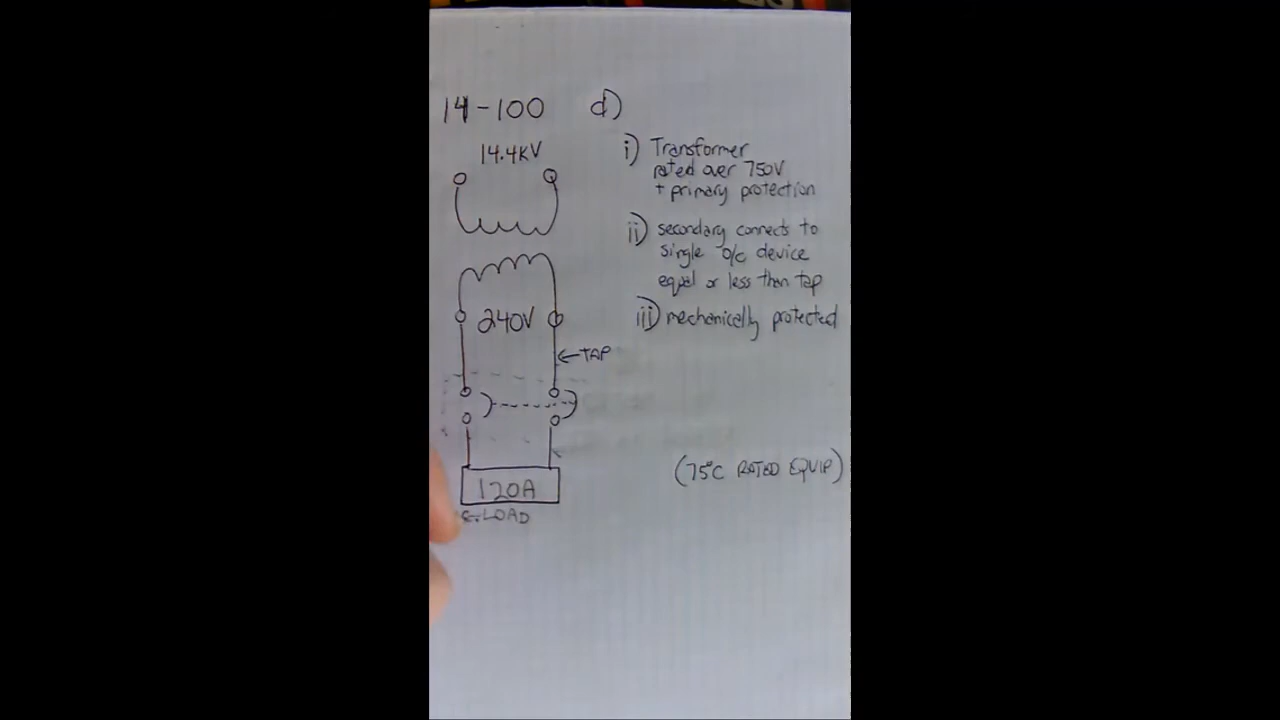 14-100 d)
14.4KV
i) Transformer
rated over 750V
+ primary protection
ii) secondary connects to
single o/c device
equal or less than tap
iii) mechanically protected
240V
←TAP
(75°C RATED EQUIP)
120A
LOAD